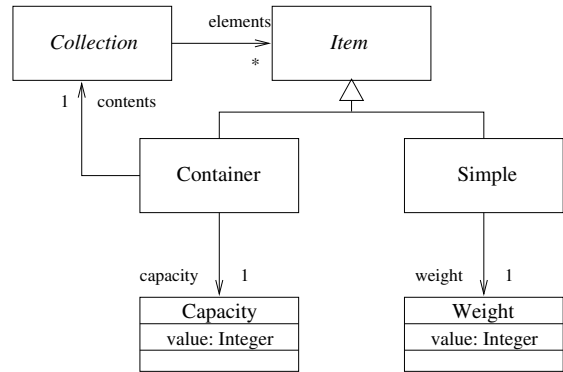 elements
Collection
Item
*
1 contents
Container
Simple
capacity 1
weight 1
Capacity
value: Integer
Weight
value: Integer